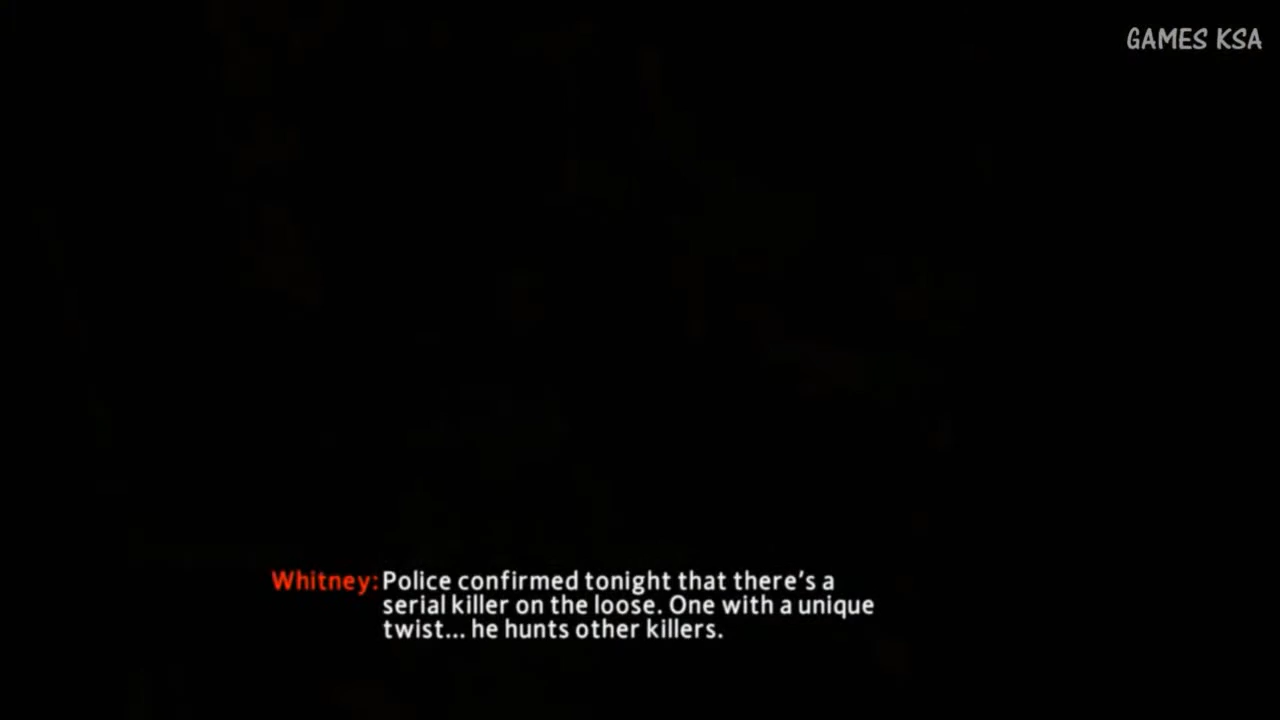 GAMES KSA
Whitney: Police confirmed tonight that there's a
serial killer on the loose. One with a unique
twist... he hunts other killers.